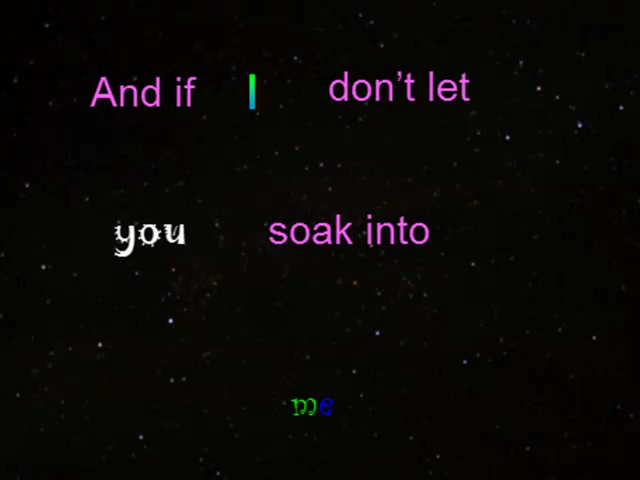 And if I don’t let
you soak into
me